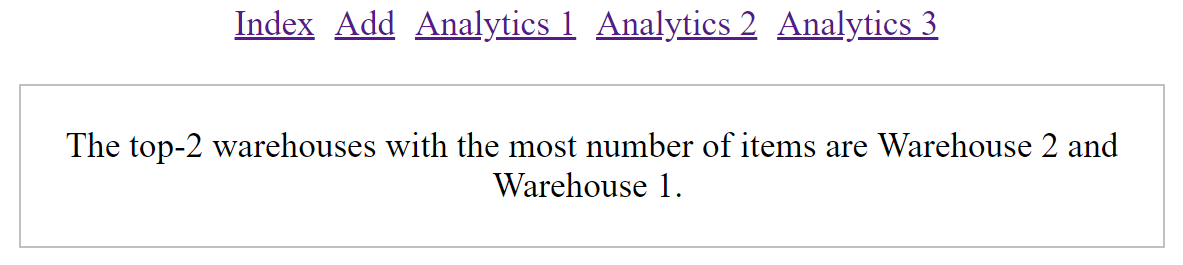 Index Add Analytics 1 Analytics 2 Analytics 3
The top-2 warehouses with the most number of items are Warehouse 2 and
Warehouse 1.